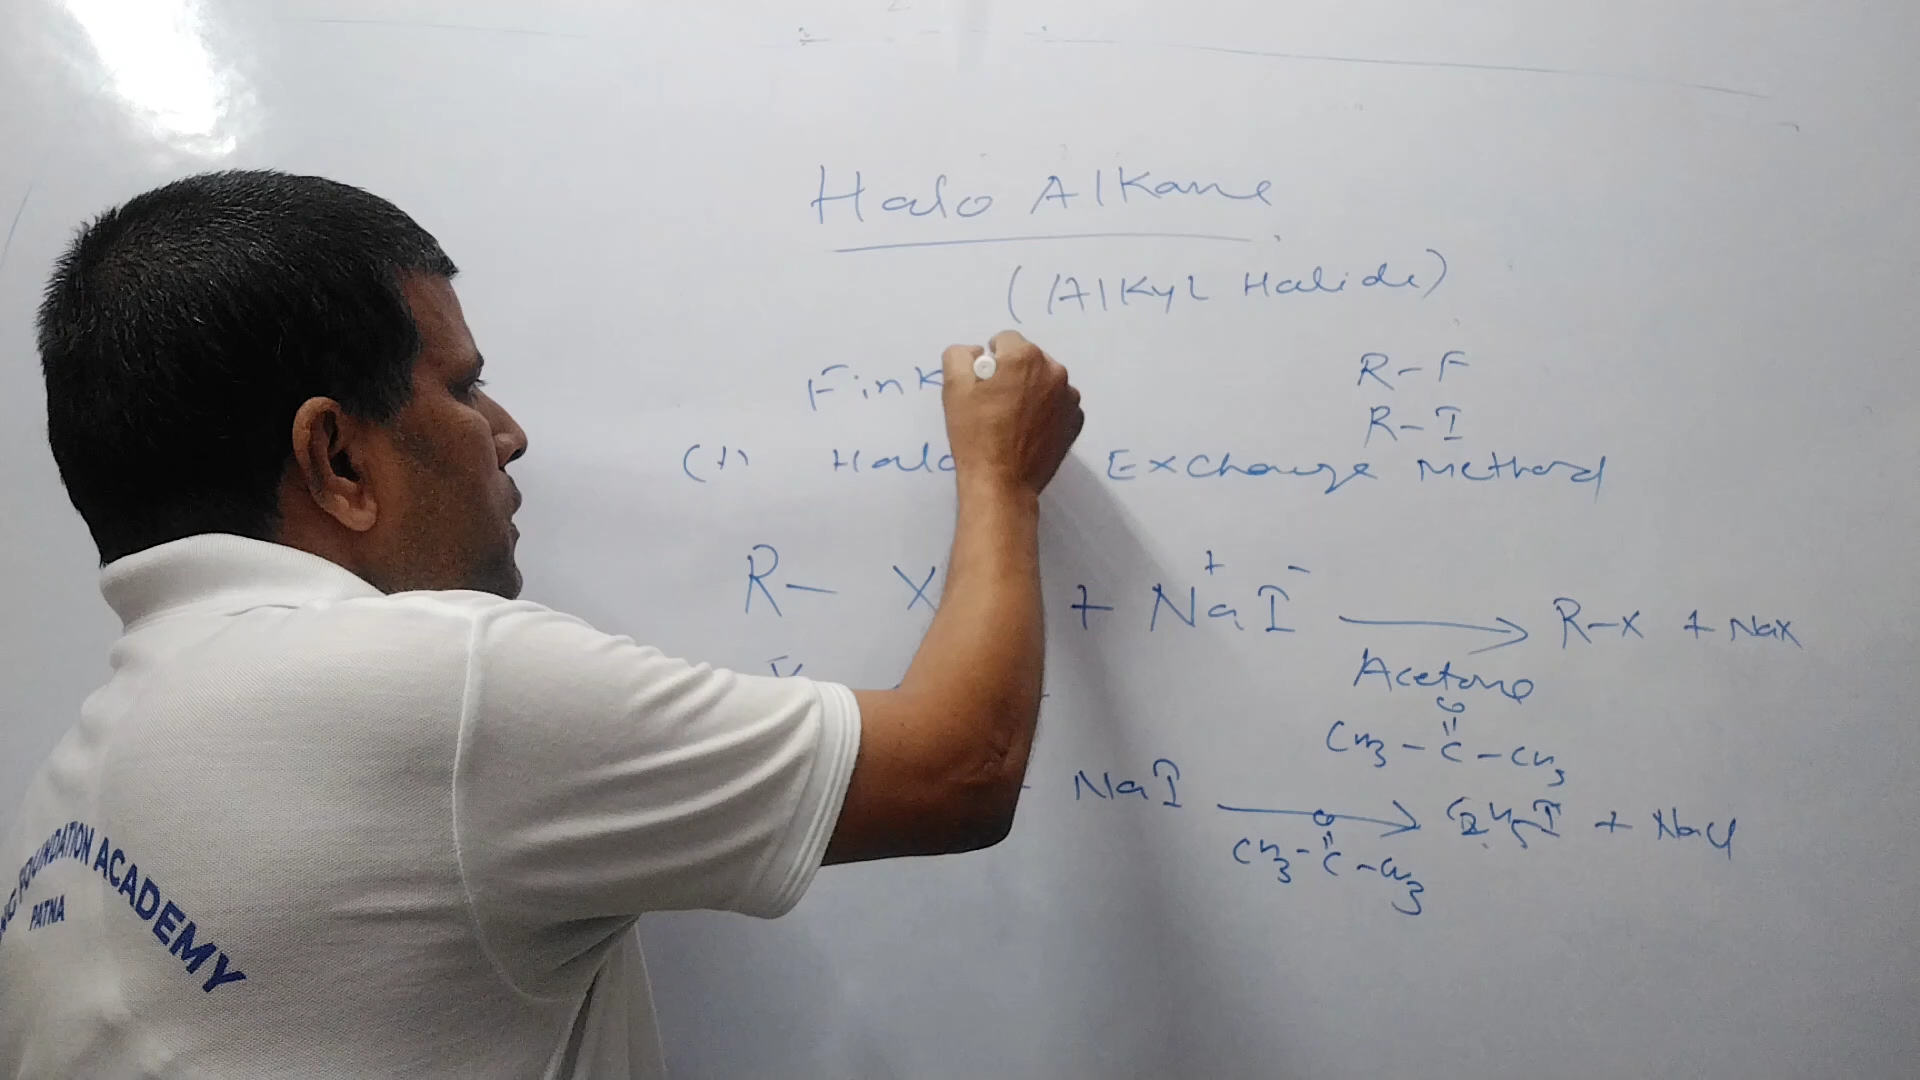 Halo Alkane
(Alkyl Halide)
Fink
R-F
R-I
(1) Halo Exchange Method
R- X + Na⁺I⁻ → R-X + NaX
Acetone
O
CH3-C-CH3
NaI → C2H5I + NaCl
O
CH3-C-CH3
FOUNDATION ACADEMY
PATNA